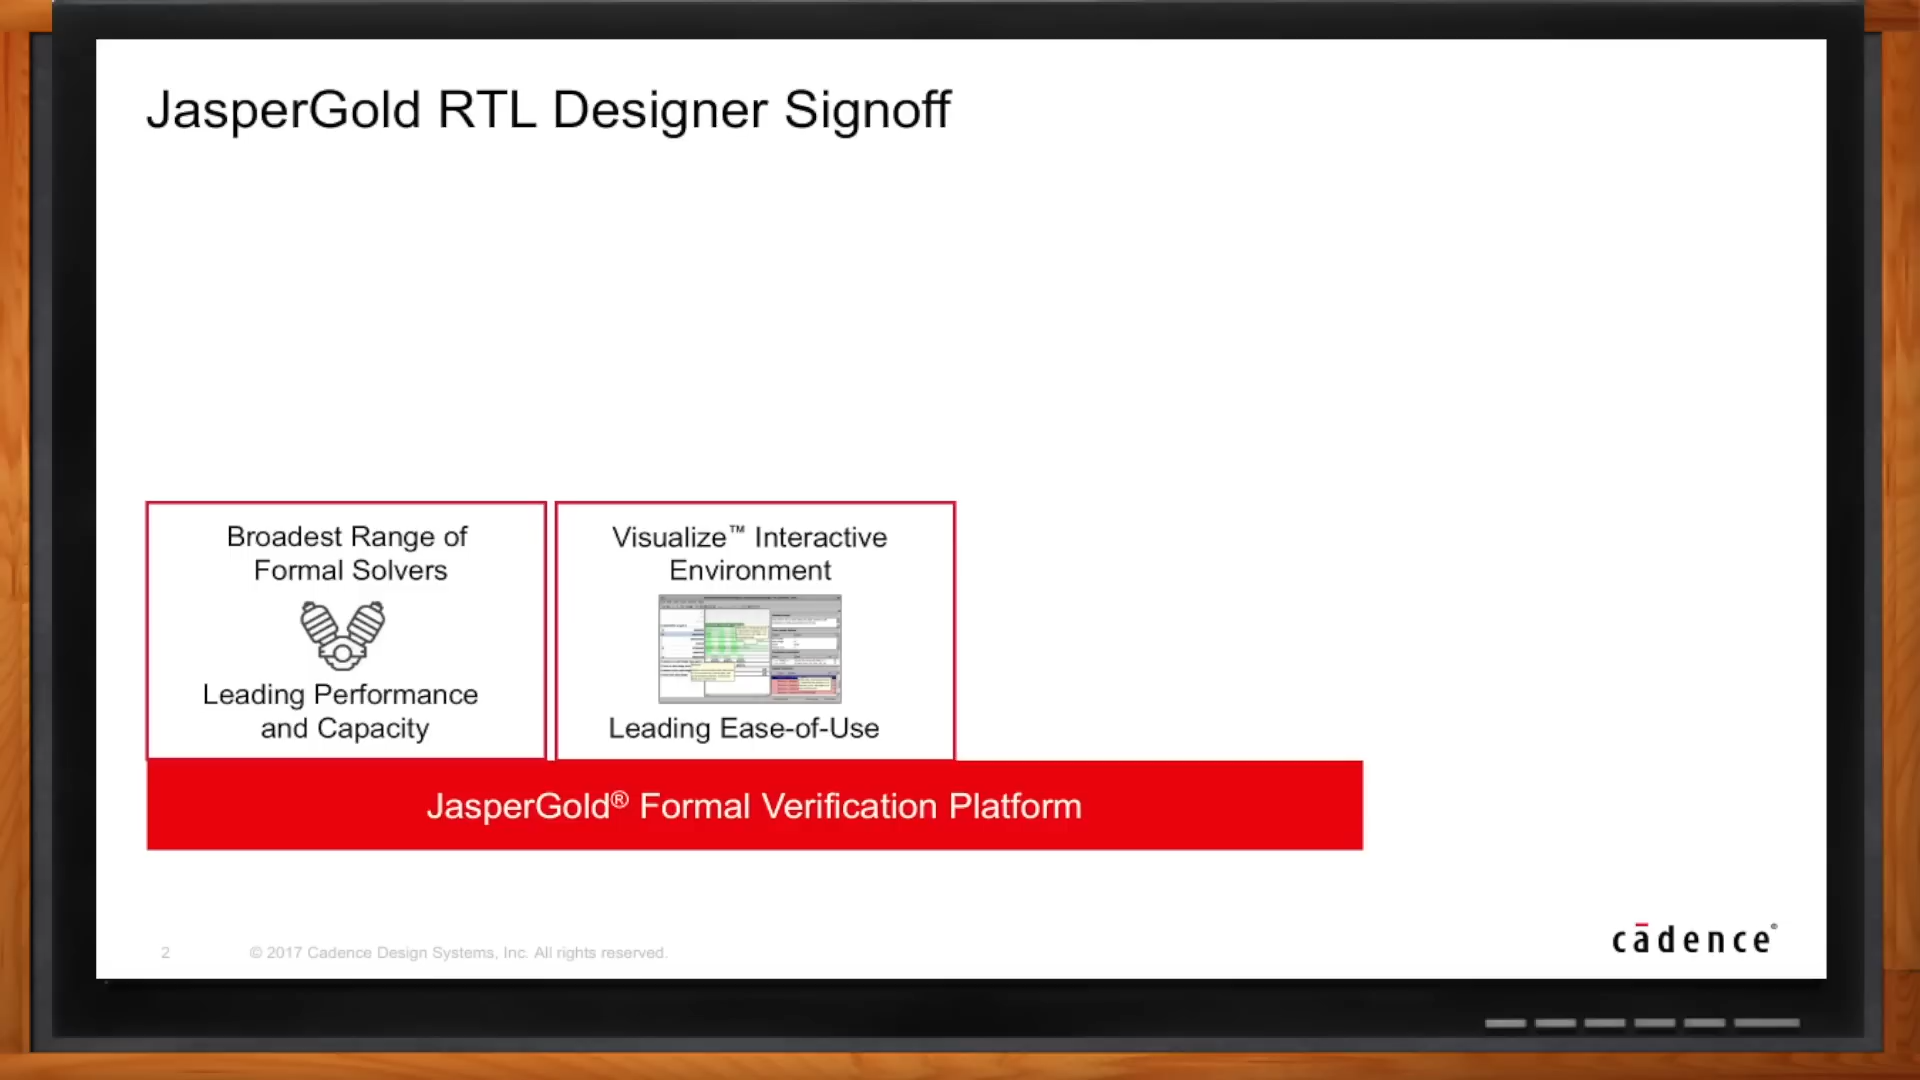 JasperGold RTL Designer Signoff
Broadest Range of
Formal Solvers
Leading Performance
and Capacity
Visualize™ Interactive
Environment
Leading Ease-of-Use
JasperGold® Formal Verification Platform
2
© 2017 Cadence Design Systems, Inc. All rights reserved.
cādence®